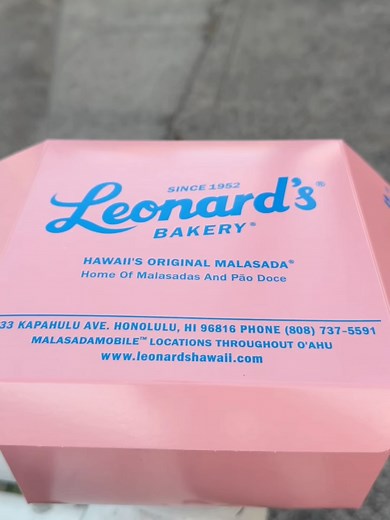 SINCE 1952
Leonard's®
BAKERY®
HAWAII'S ORIGINAL MALASADA®
Home Of Malasadas And Pão Doce
33 KAPAHULU AVE. HONOLULU, HI 96816 PHONE (808) 737-5591
MALASADAMOBILE™ LOCATIONS THROUGHOUT O'AHU
www.leonardshawaii.com